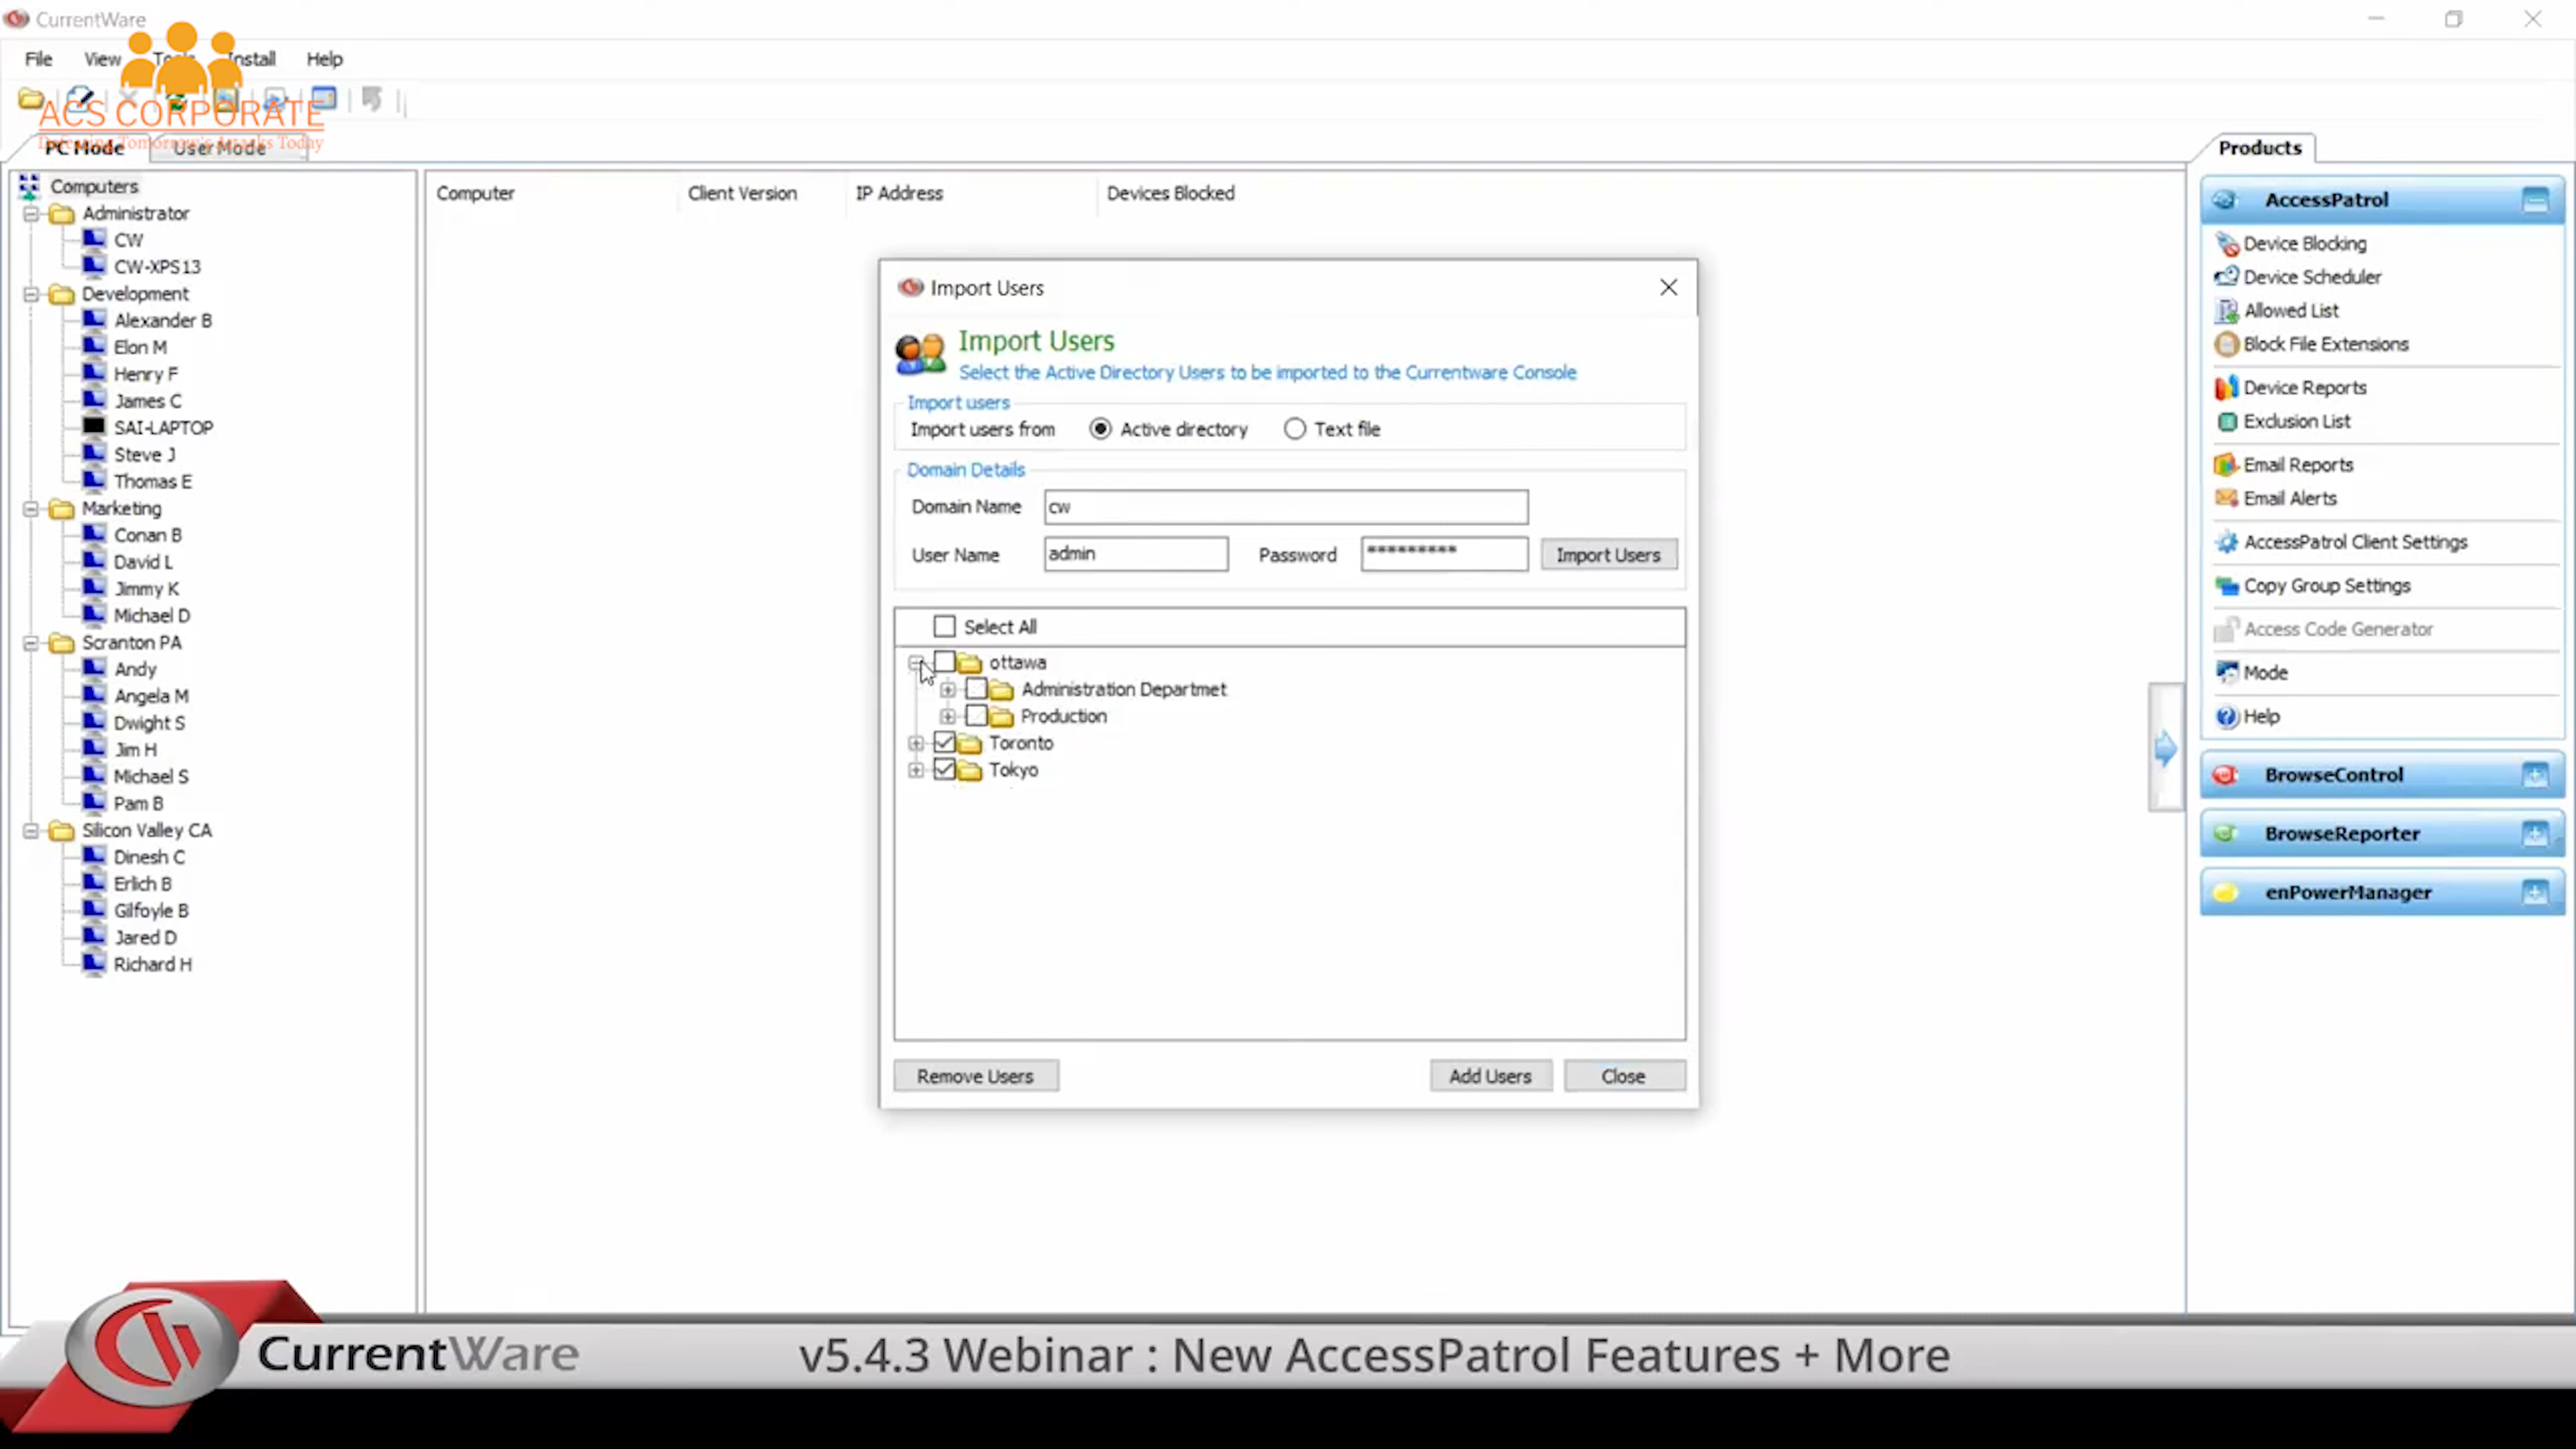 CurrentWare
File View Tools Install Help
ACS CORPORATE
Defending Tomorrow's Attacks Today
PC Mode User Mode
Computers
Administrator
CW
CW-XPS13
Development
Alexander B
Elon M
Henry F
James C
SAI-LAPTOP
Steve J
Thomas E
Marketing
Conan B
David L
Jimmy K
Michael D
Scranton PA
Andy
Angela M
Dwight S
Jim H
Michael S
Pam B
Silicon Valley CA
Dinesh C
Erlich B
Gilfoyle B
Jared D
Richard H
Computer Client Version IP Address Devices Blocked
Import Users
Import Users
Select the Active Directory Users to be imported to the Currentware Console
Import users
Import users from Active directory Text file
Domain Details
Domain Name cw
User Name admin Password ********* Import Users
Select All
ottawa
Administration Departmet
Production
Toronto
Tokyo
Remove Users Add Users Close
Products
AccessPatrol
Device Blocking
Device Scheduler
Allowed List
Block File Extensions
Device Reports
Exclusion List
Email Reports
Email Alerts
AccessPatrol Client Settings
Copy Group Settings
Access Code Generator
Mode
Help
BrowseControl
BrowseReporter
enPowerManager
CurrentWare
v5.4.3 Webinar : New AccessPatrol Features + More